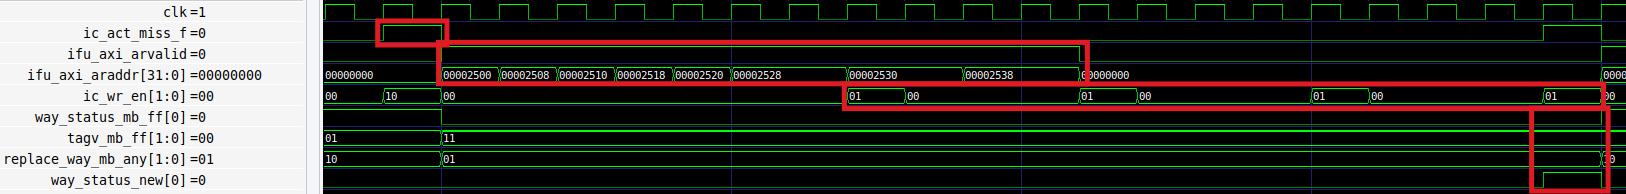 clk =1
ic_act_miss_f =0
ifu_axi_arvalid =0
ifu_axi_araddr[31:0] =00000000 00000000 00002500 00002508 00002510 00002518 00002520 00002528 00002530 00002538 00000000 0000
ic_wr_en[1:0] =00 00 10 00 01 00 01 00 01 00 01 00
way_status_mb_ff[0] =0
tagv_mb_ff[1:0] =00 01 11
replace_way_mb_any[1:0] =01 10 01 10
way_status_new[0] =0